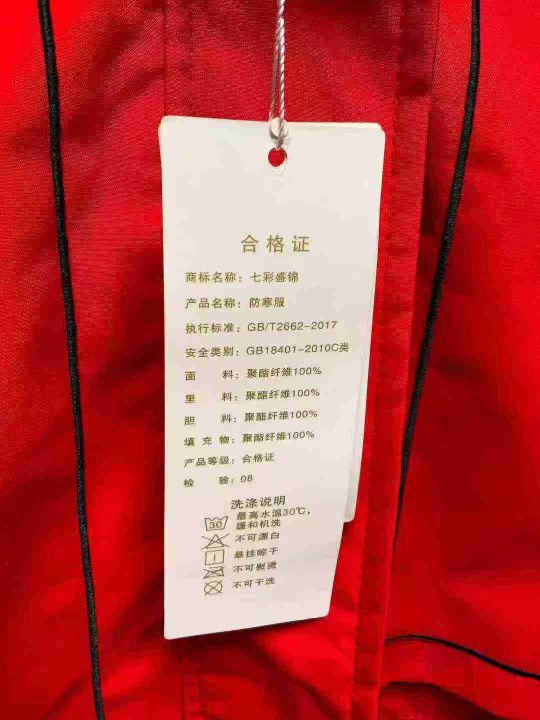 合格证
商标名称：七彩盛锦
产品名称：防寒服
执行标准：GB/T2662-2017
安全类别：GB18401-2010C类
面料：聚酯纤维100%
里料：聚酯纤维100%
胆料：聚酯纤维100%
填充物：聚酯纤维100%
产品等级：合格证
检验：08
洗涤说明
30 最高水温30℃，
缓和机洗
不可漂白
悬挂晾干
不可熨烫
不可干洗